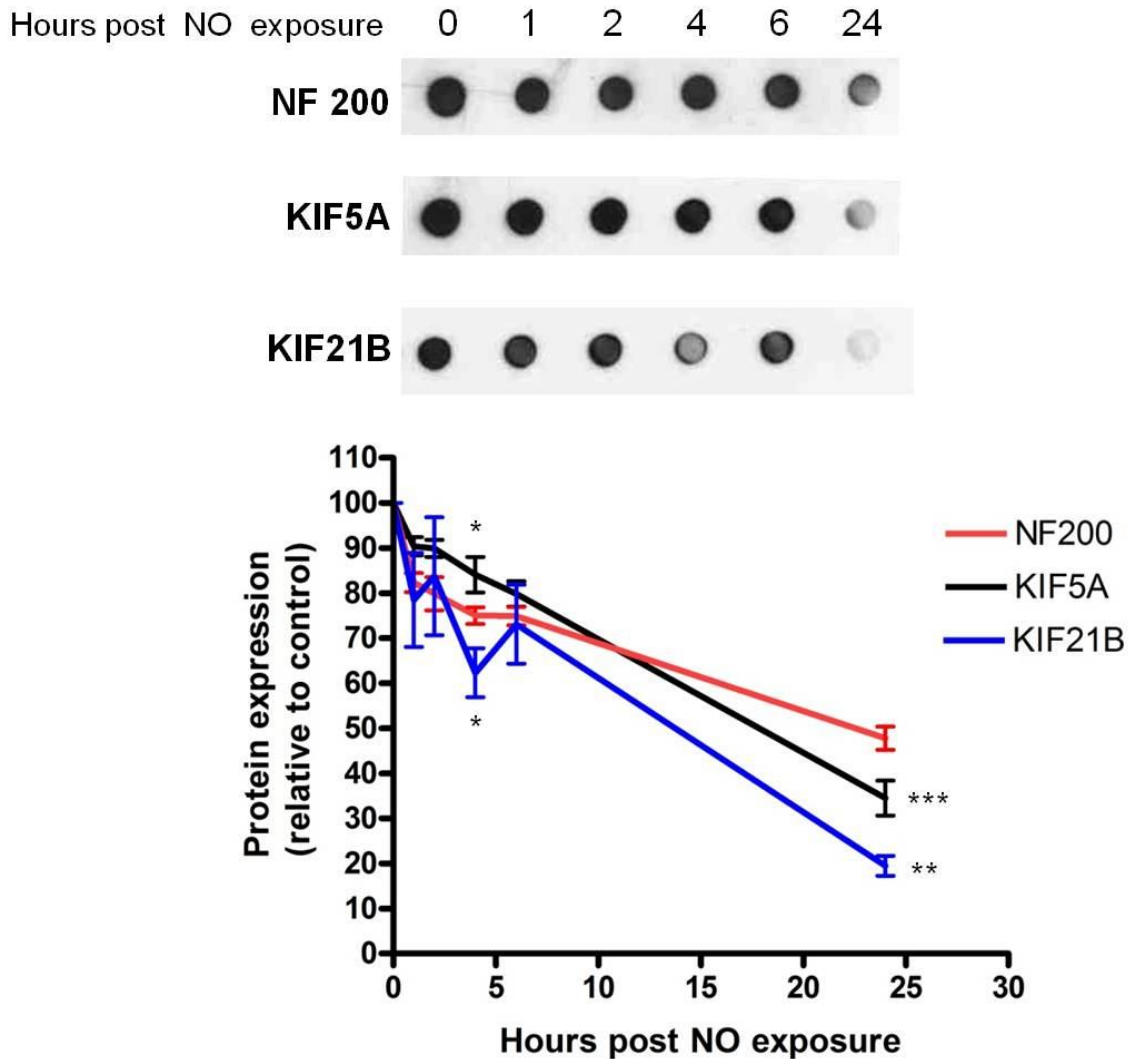 Hours post NO exposure 0 1 2 4 6 24
NF 200
KIF5A
KIF21B
110
100
90
80
70
60
50
40
30
20
10
0
Protein expression
(relative to control)
*
*
***
**
NF200
KIF5A
KIF21B
0 5 10 15 20 25 30
Hours post NO exposure